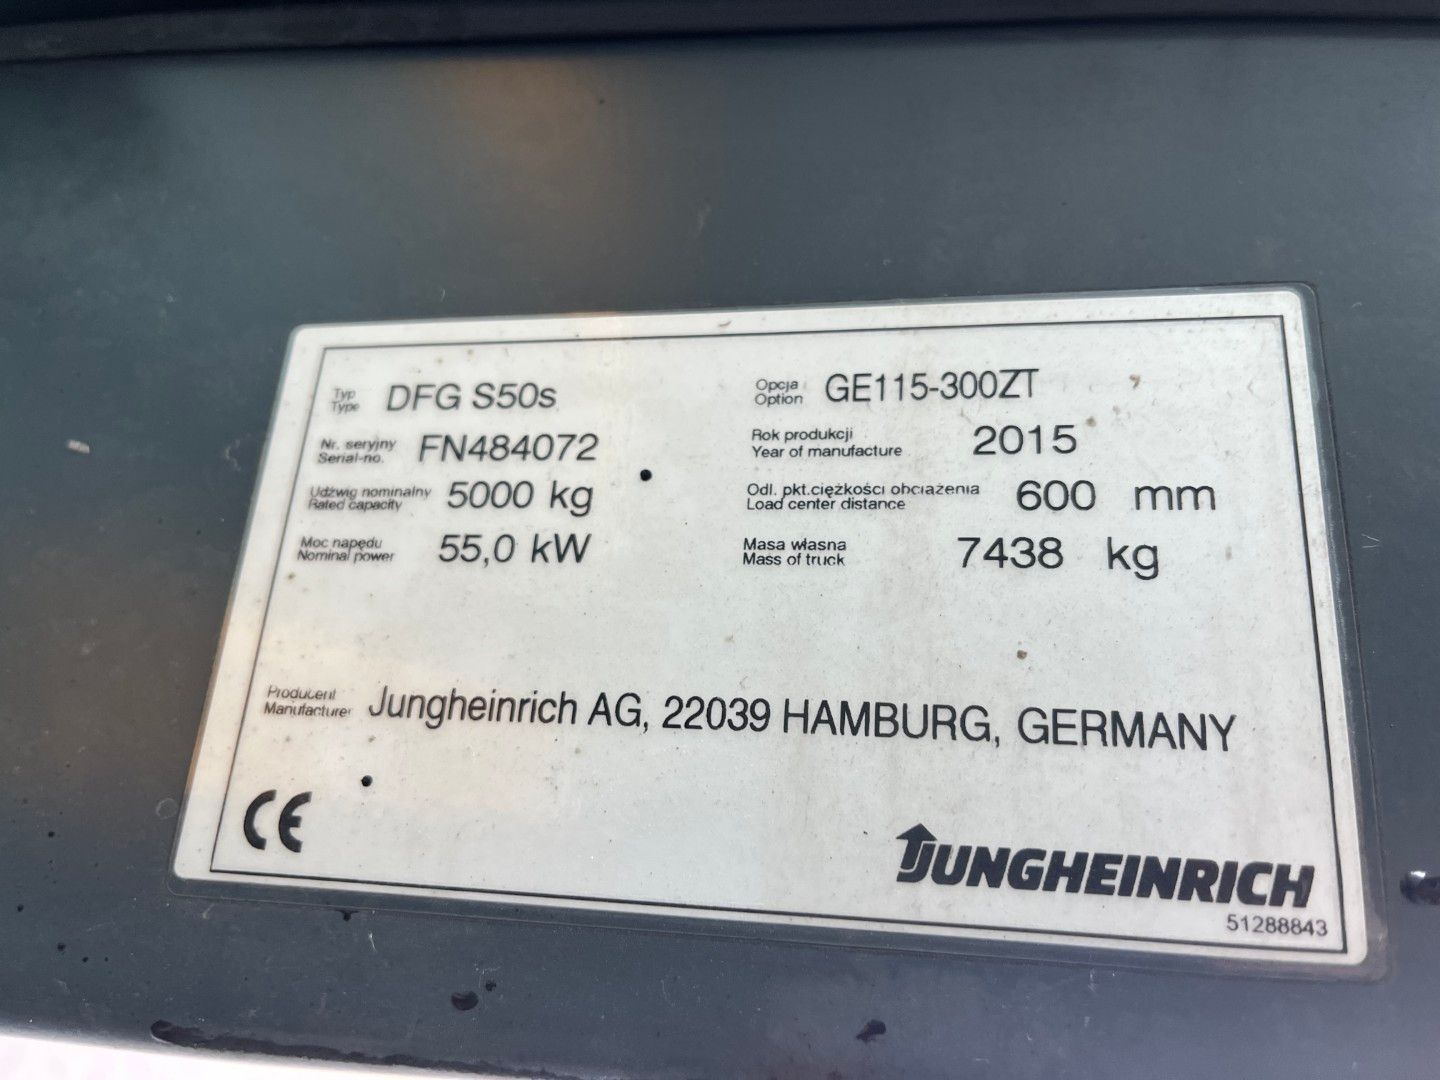 Typ DFG S50s Opcja GE115-300ZT
Type Option
Nr. seryjny FN484072 Rok produkcji 2015
Serial-no. Year of manufacture
Udźwig nominalny 5000 kg Odl. pkt.ciężkości obciążenia 600 mm
Rated capacity Load center distance
Moc napędu 55,0 kW Masa własna 7438 kg
Nominal power Mass of truck
Producent Jungheinrich AG, 22039 HAMBURG, GERMANY
Manufacturer
CE
JUNGHEINRICH
51288843